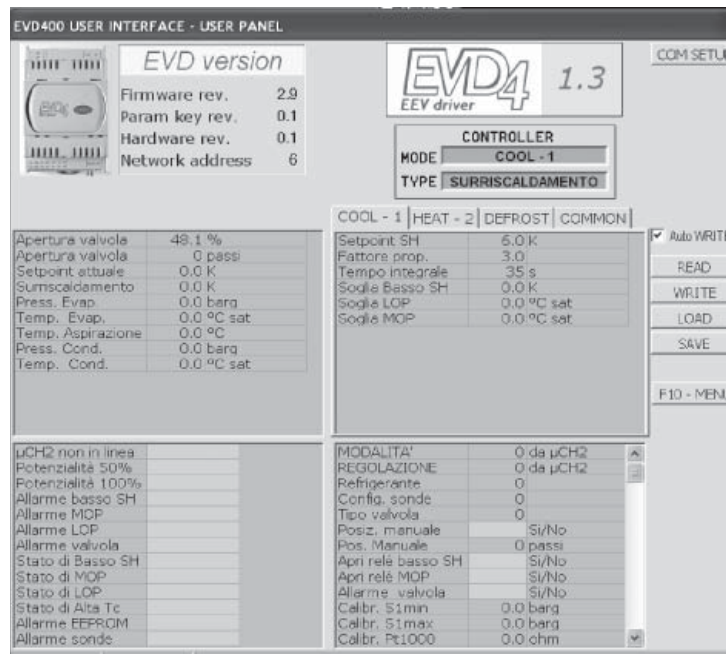 EVD400 USER INTERFACE - USER PANEL
EVD version
Firmware rev. 2.9
Param key rev. 0.1
Hardware rev. 0.1
Network address 6
EVD4 1.3
EEV driver
CONTROLLER
MODE COOL - 1
TYPE SURRISCALDAMENTO
COM SETU
COOL - 1 HEAT - 2 DEFROST COMMON
Apertura valvola 48.1 %
Apertura valvola 0 passi
Setpoint attuale 0.0 K
Surriscaldamento 0.0 K
Press. Evap. 0.0 barg
Temp. Evap. 0.0 °C sat
Temp. Aspirazione 0.0 °C
Press. Cond. 0.0 barg
Temp. Cond. 0.0 °C sat
Setpoint SH 6.0 K
Fattore prop. 3.0
Tempo integrale 35 s
Soglia Basso SH 0.0 K
Soglia LOP 0.0 °C sat
Soglia MOP 0.0 °C sat
Auto WRITE
READ
WRITE
LOAD
SAVE
F10 - MENU
µCH2 non in linea
Potenzialità 50%
Potenzialità 100%
Allarme basso SH
Allarme MOP
Allarme LOP
Allarme valvola
Stato di Basso SH
Stato di MOP
Stato di LOP
Stato di Alta Tc
Allarme EEPROM
Allarme sonde
MODALITA' 0 da µCH2
REGOLAZIONE 0 da µCH2
Refrigerante 0
Config. sonde 0
Tipo valvola 0
Posiz. manuale Si/No
Pos. Manuale 0 passi
Apri relè basso SH Si/No
Apri relè MOP Si/No
Allarme valvola Si/No
Calibr. S1min 0.0 barg
Calibr. S1max 0.0 barg
Calibr. Pt1000 0.0 ohm